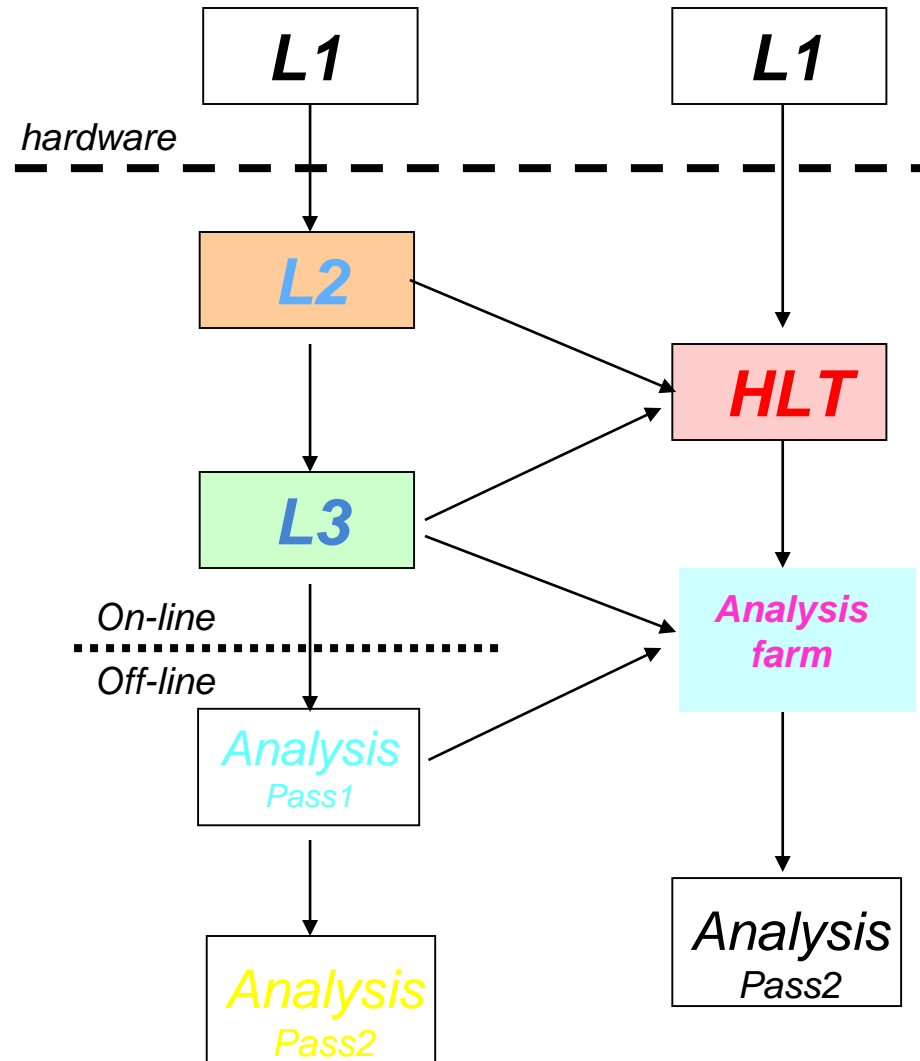 L1
L1
hardware
L2
HLT
L3
On-line
Off-line
Analysis
farm
Analysis
Pass1
Analysis
Pass2
Analysis
Pass2